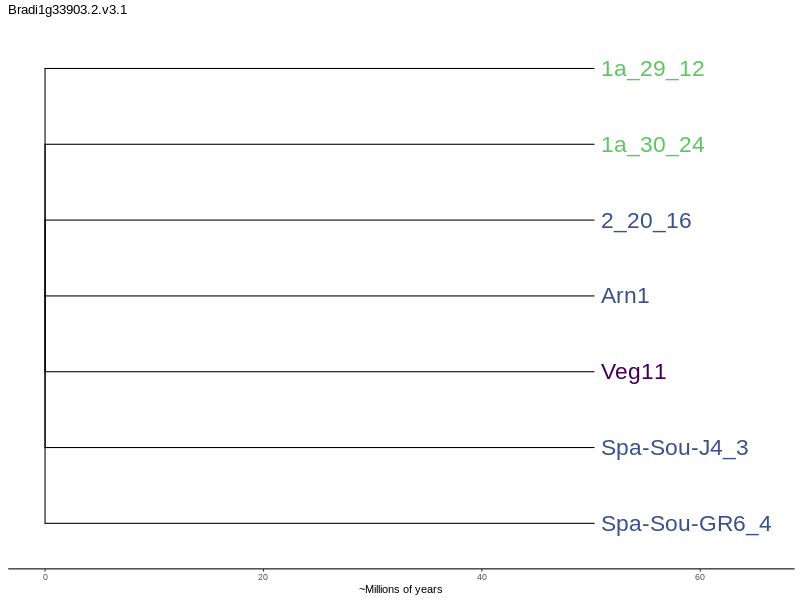 Bradi1g33903.2.v3.1
1a_29_12
1a_30_24
2_20_16
Arn1
Veg11
Spa-Sou-J4_3
Spa-Sou-GR6_4
0 20 40 60
~Millions of years